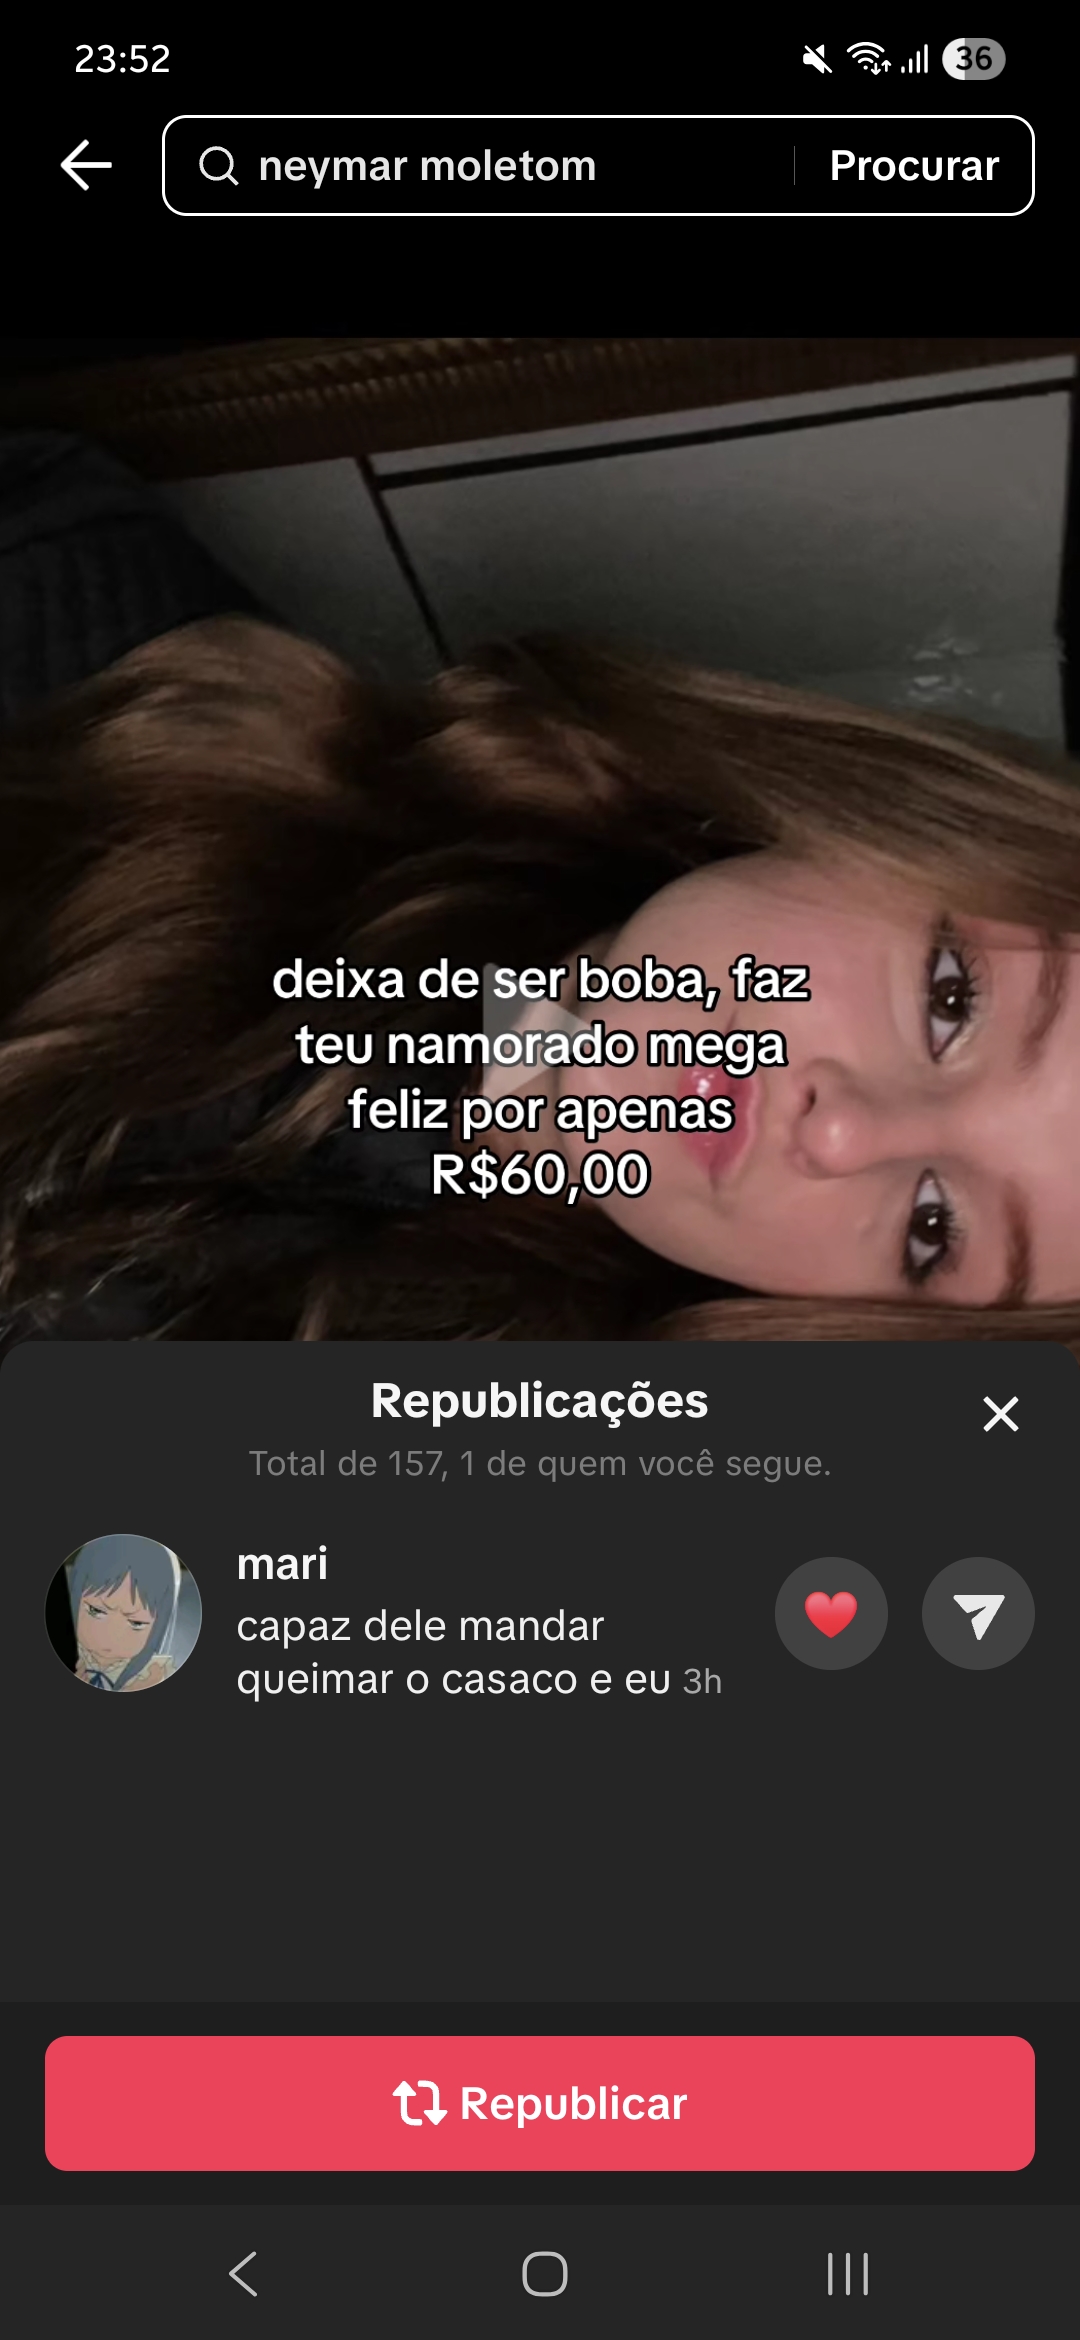 23:52
36
neymar moletom
Procurar
deixa de ser boba, faz
teu namorado mega
feliz por apenas
R$60,00
Republicações
Total de 157, 1 de quem você segue.
mari
capaz dele mandar
queimar o casaco e eu 3h
Republicar